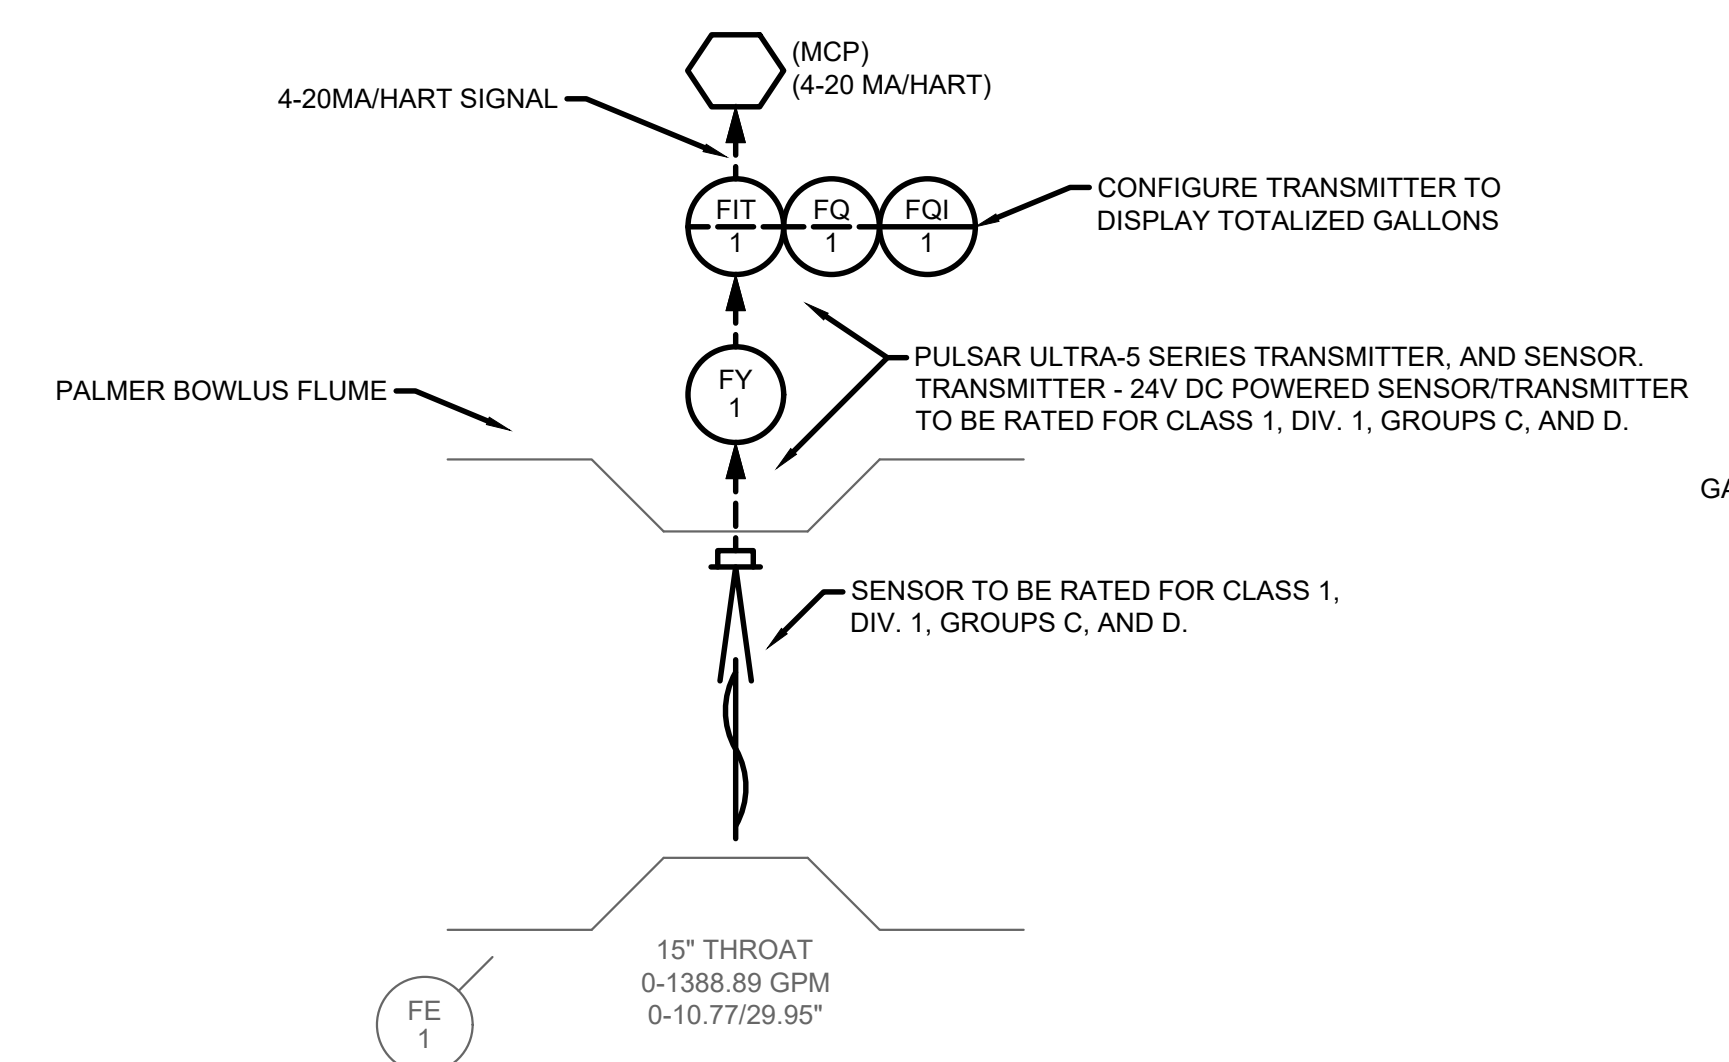 (MCP)
(4-20 MA/HART)
4-20MA/HART SIGNAL
FIT
1
FQ
1
FQI
1
CONFIGURE TRANSMITTER TO
DISPLAY TOTALIZED GALLONS
FY
1
PULSAR ULTRA-5 SERIES TRANSMITTER, AND SENSOR.
TRANSMITTER - 24V DC POWERED SENSOR/TRANSMITTER
TO BE RATED FOR CLASS 1, DIV. 1, GROUPS C, AND D.
PALMER BOWLUS FLUME
SENSOR TO BE RATED FOR CLASS 1,
DIV. 1, GROUPS C, AND D.
15" THROAT
0-1388.89 GPM
0-10.77/29.95"
FE
1